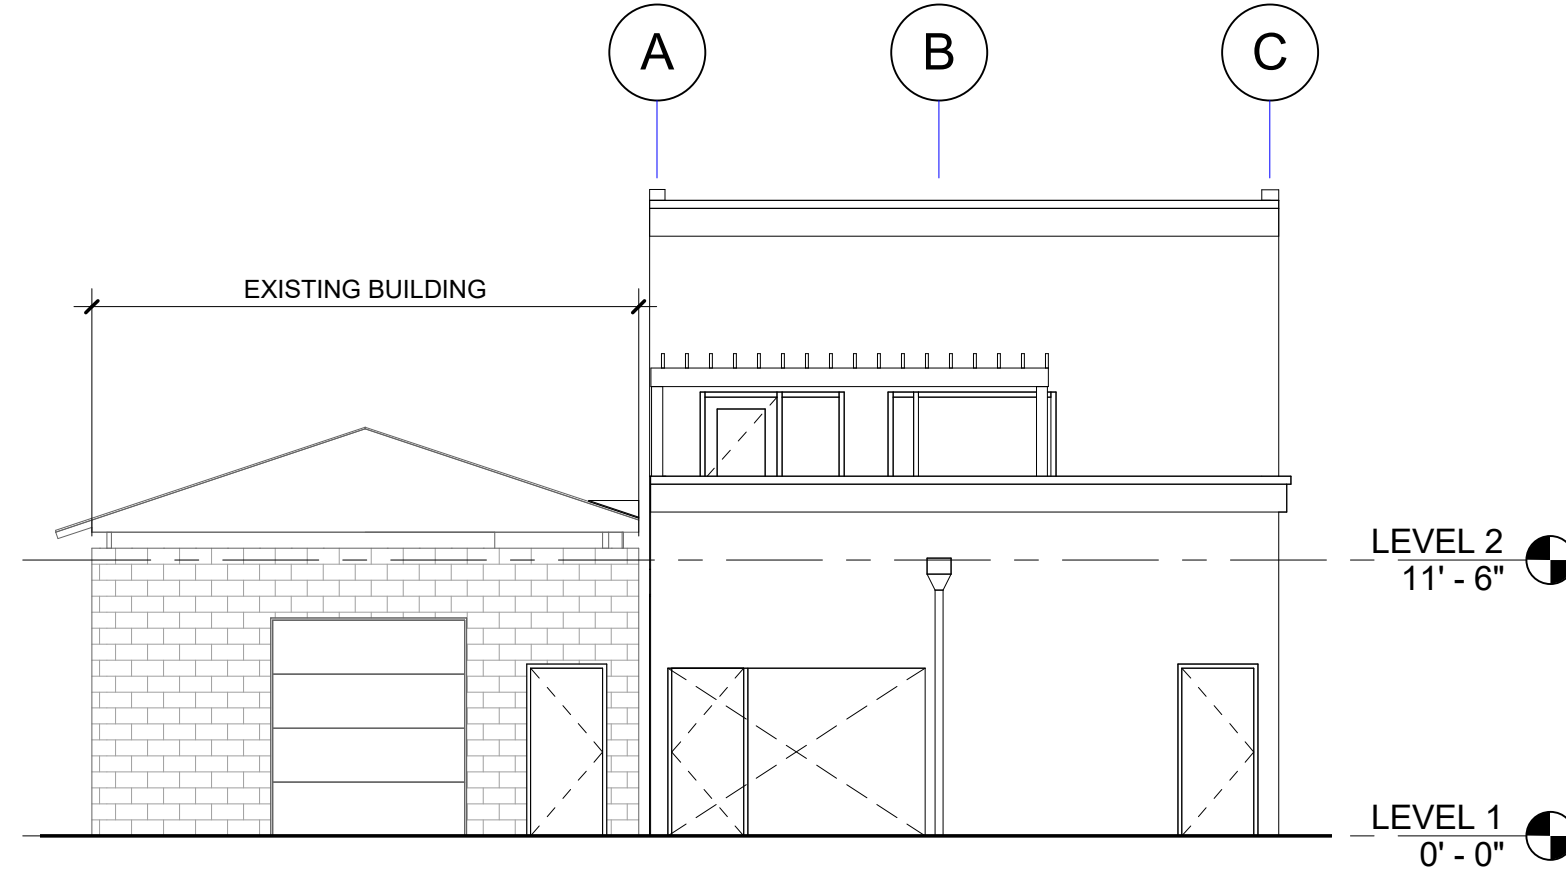 A
B
C
EXISTING BUILDING
LEVEL 2
11' - 6"
LEVEL 1
0' - 0"